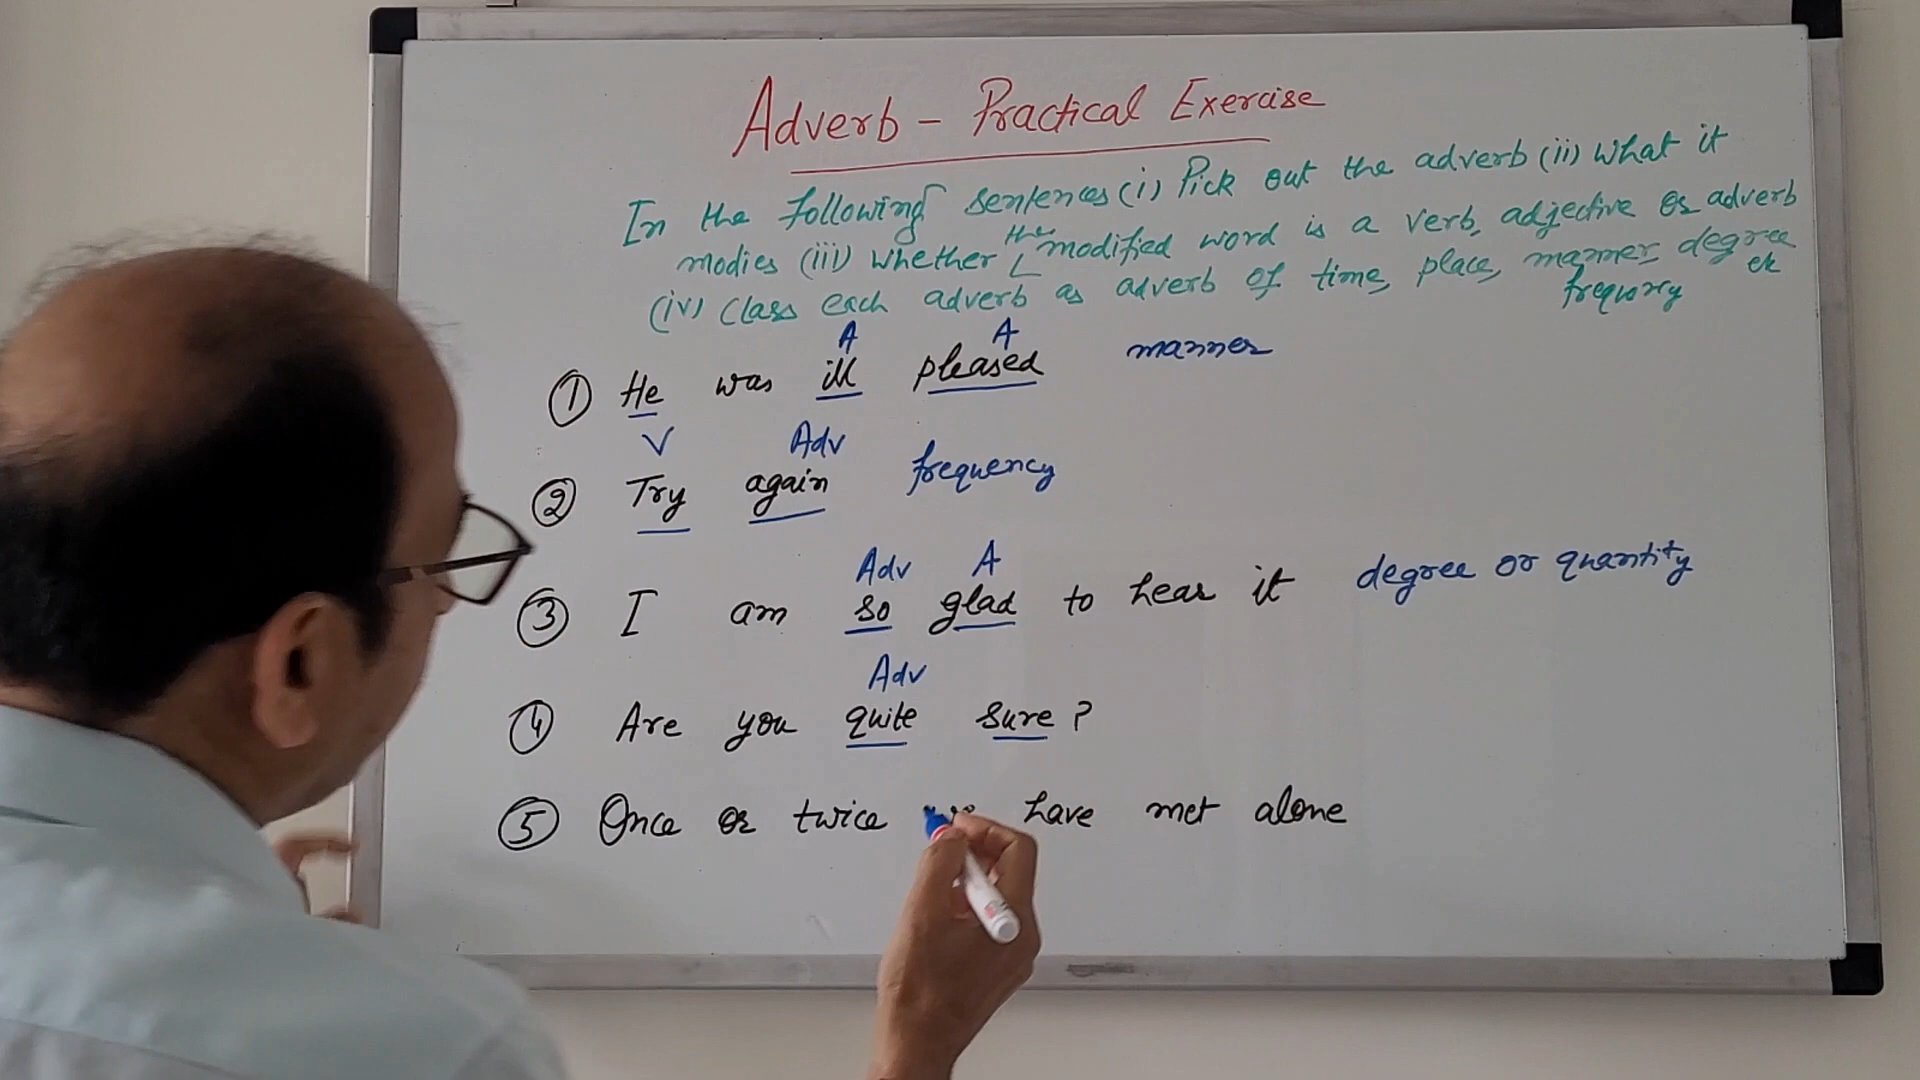 Adverb - Practical Exercise
In the following sentences (i) Pick out the adverb (ii) what it
modies (iii) whether the modified word is a verb, adjective or adverb
(iv) Class each adverb as adverb of time, place, manner degree or
frequency
A A
① He was ill pleased manner
V Adv
② Try again frequency
Adv A
③ I am so glad to hear it degree or quantity
Adv
④ Are you quite sure?
⑤ Once or twice have met alone